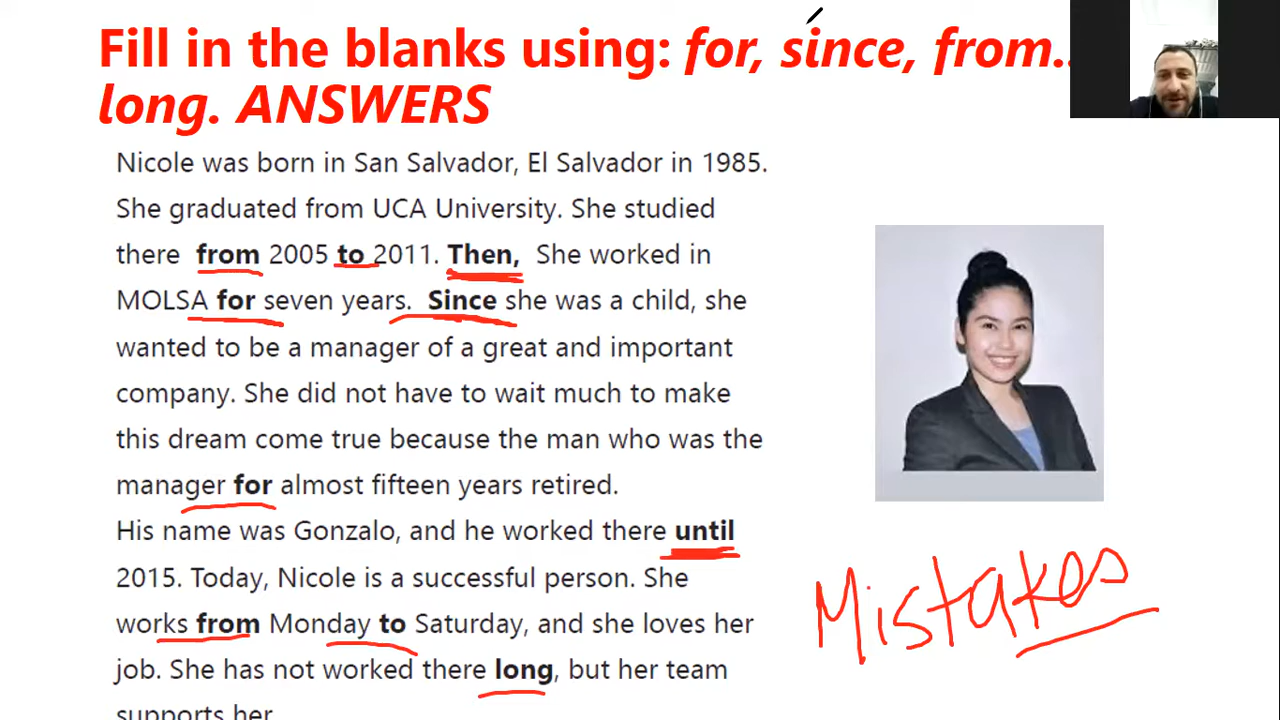 Fill in the blanks using: for, since, from..
long. ANSWERS
Nicole was born in San Salvador, El Salvador in 1985.
She graduated from UCA University. She studied
there from 2005 to 2011. Then, She worked in
MOLSA for seven years. Since she was a child, she
wanted to be a manager of a great and important
company. She did not have to wait much to make
this dream come true because the man who was the
manager for almost fifteen years retired.
His name was Gonzalo, and he worked there until
2015. Today, Nicole is a successful person. She
works from Monday to Saturday, and she loves her
job. She has not worked there long, but her team
supports her
Mistakes